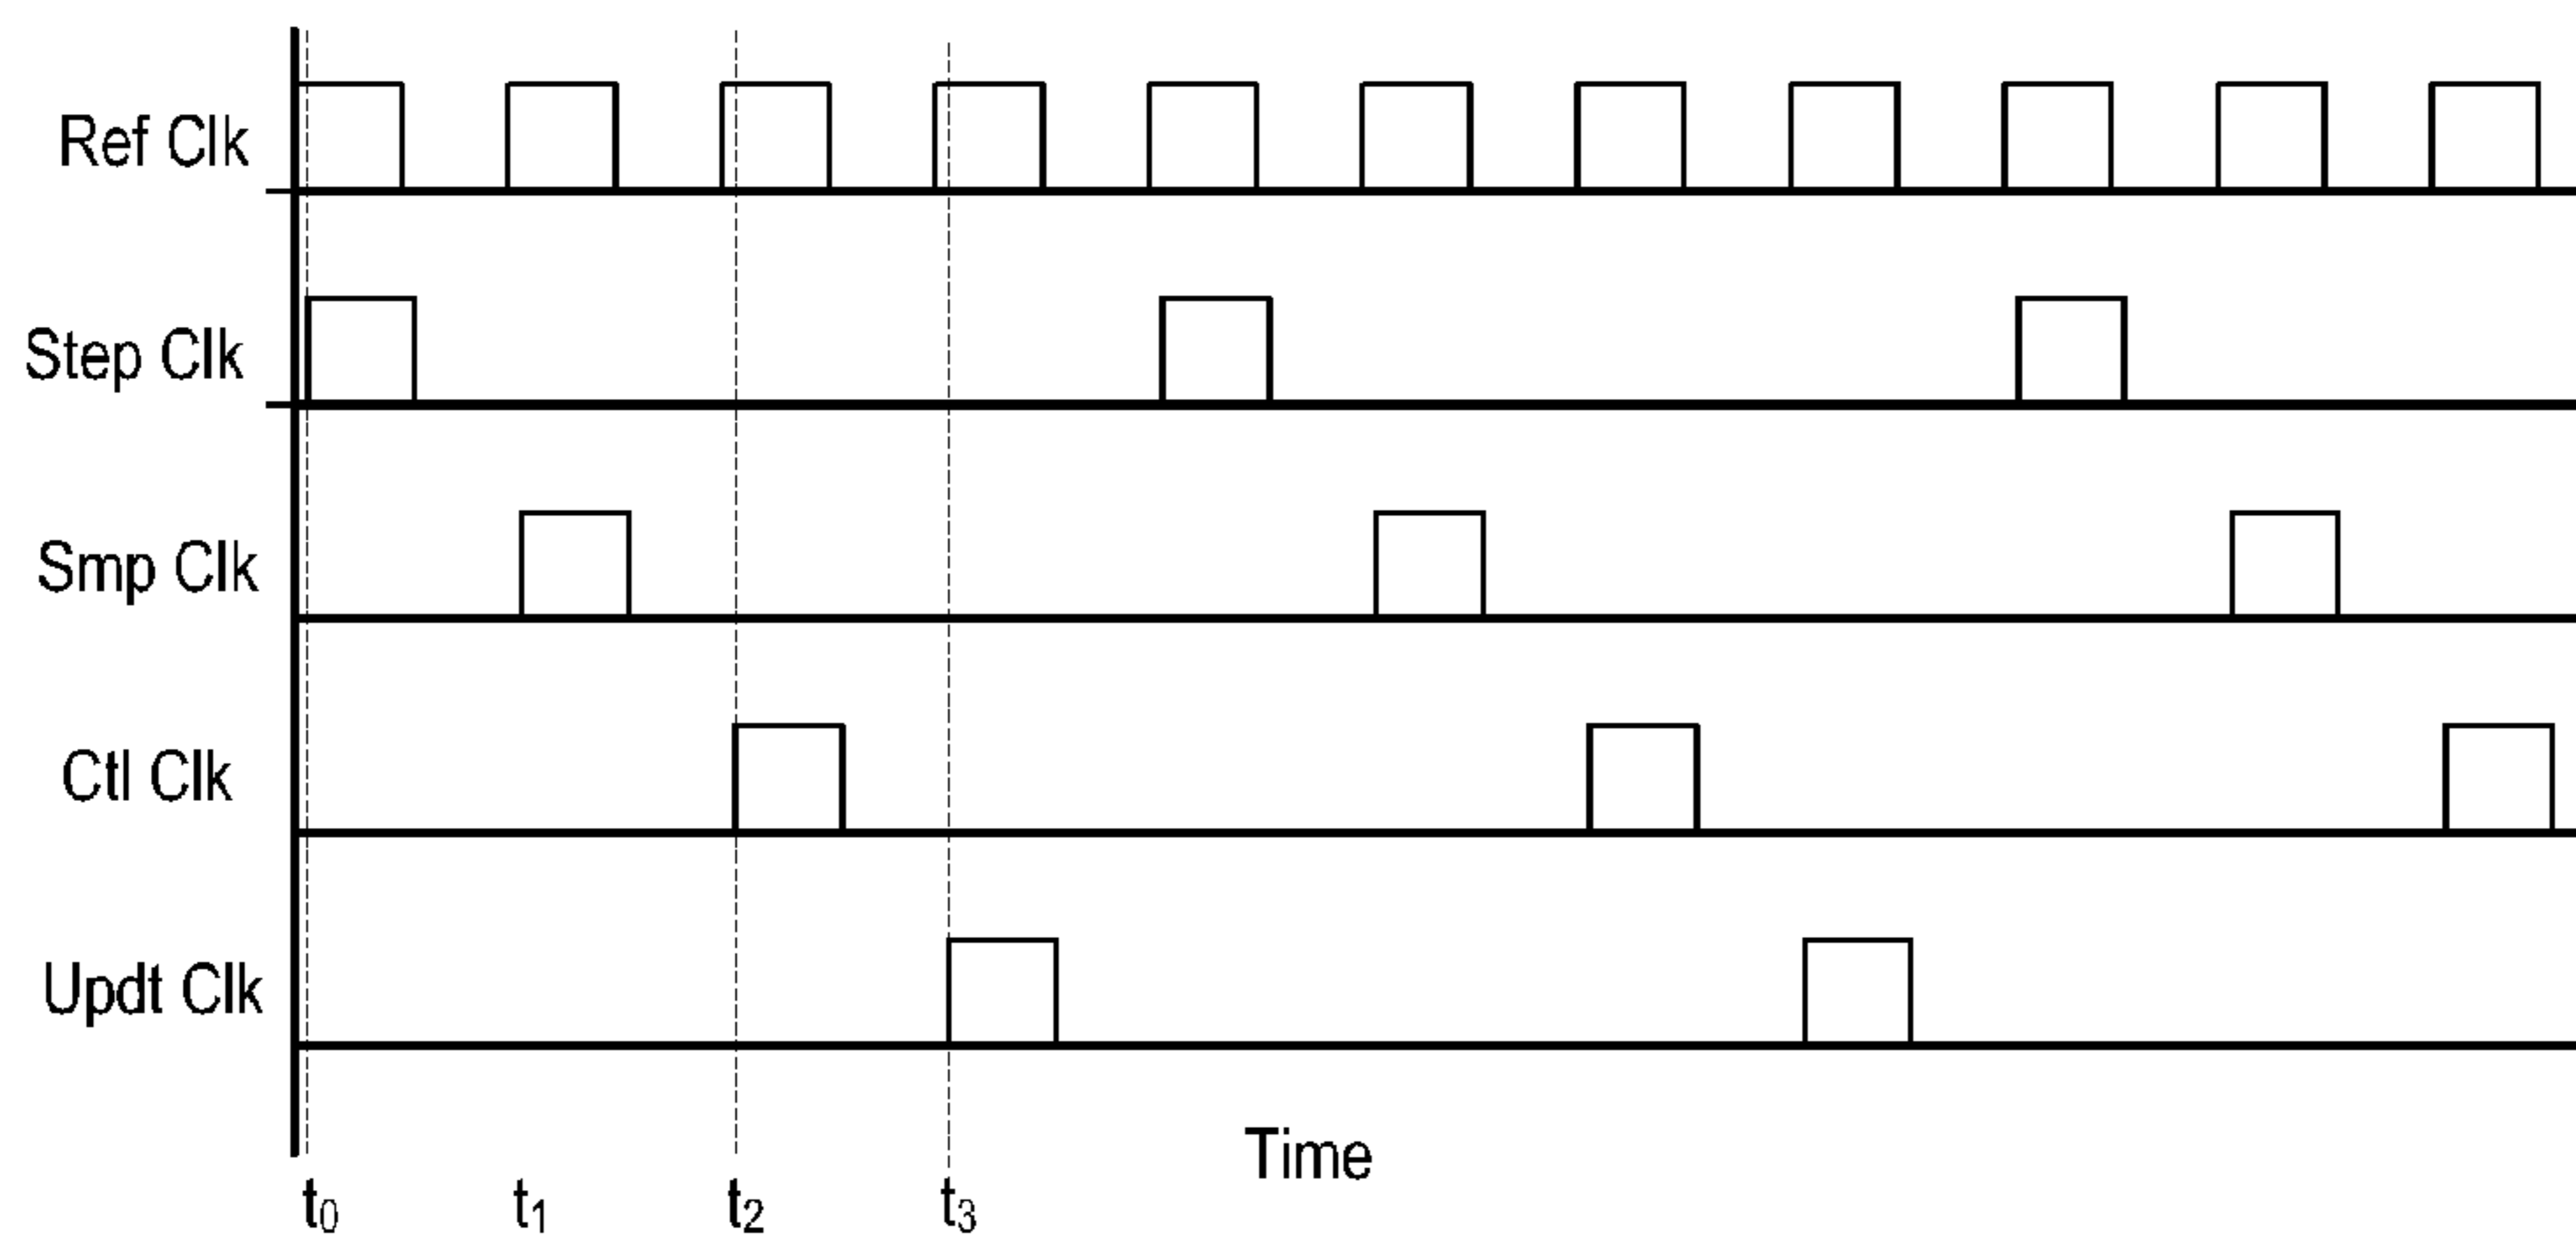 Ref Clk
Step Clk
Smp Clk
Ctl Clk
Updt Clk
Time
t₀ t₁ t₂ t₃